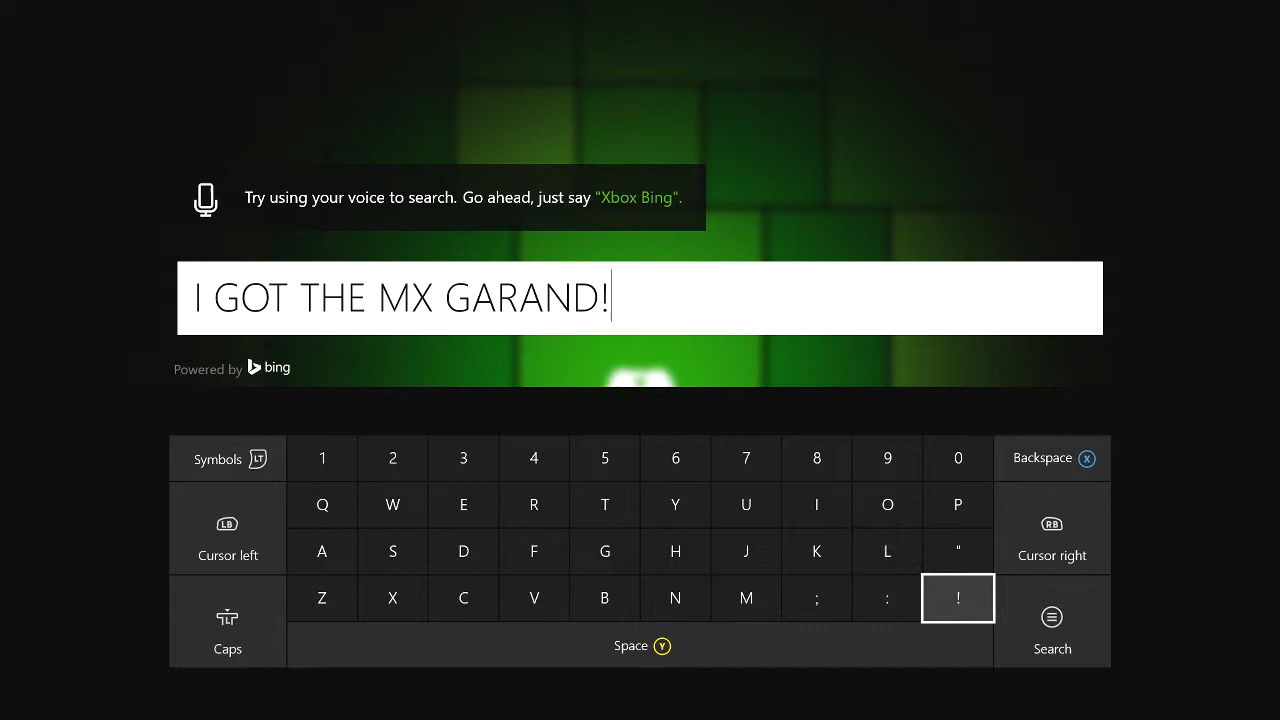 Try using your voice to search. Go ahead, just say "Xbox Bing".
I GOT THE MX GARAND!
Powered by bing
Symbols LT 1 2 3 4 5 6 7 8 9 0 Backspace X
Q W E R T Y U I O P
LB Cursor left A S D F G H J K L " RB Cursor right
Z X C V B N M ; : !
LT Caps Space Y Search